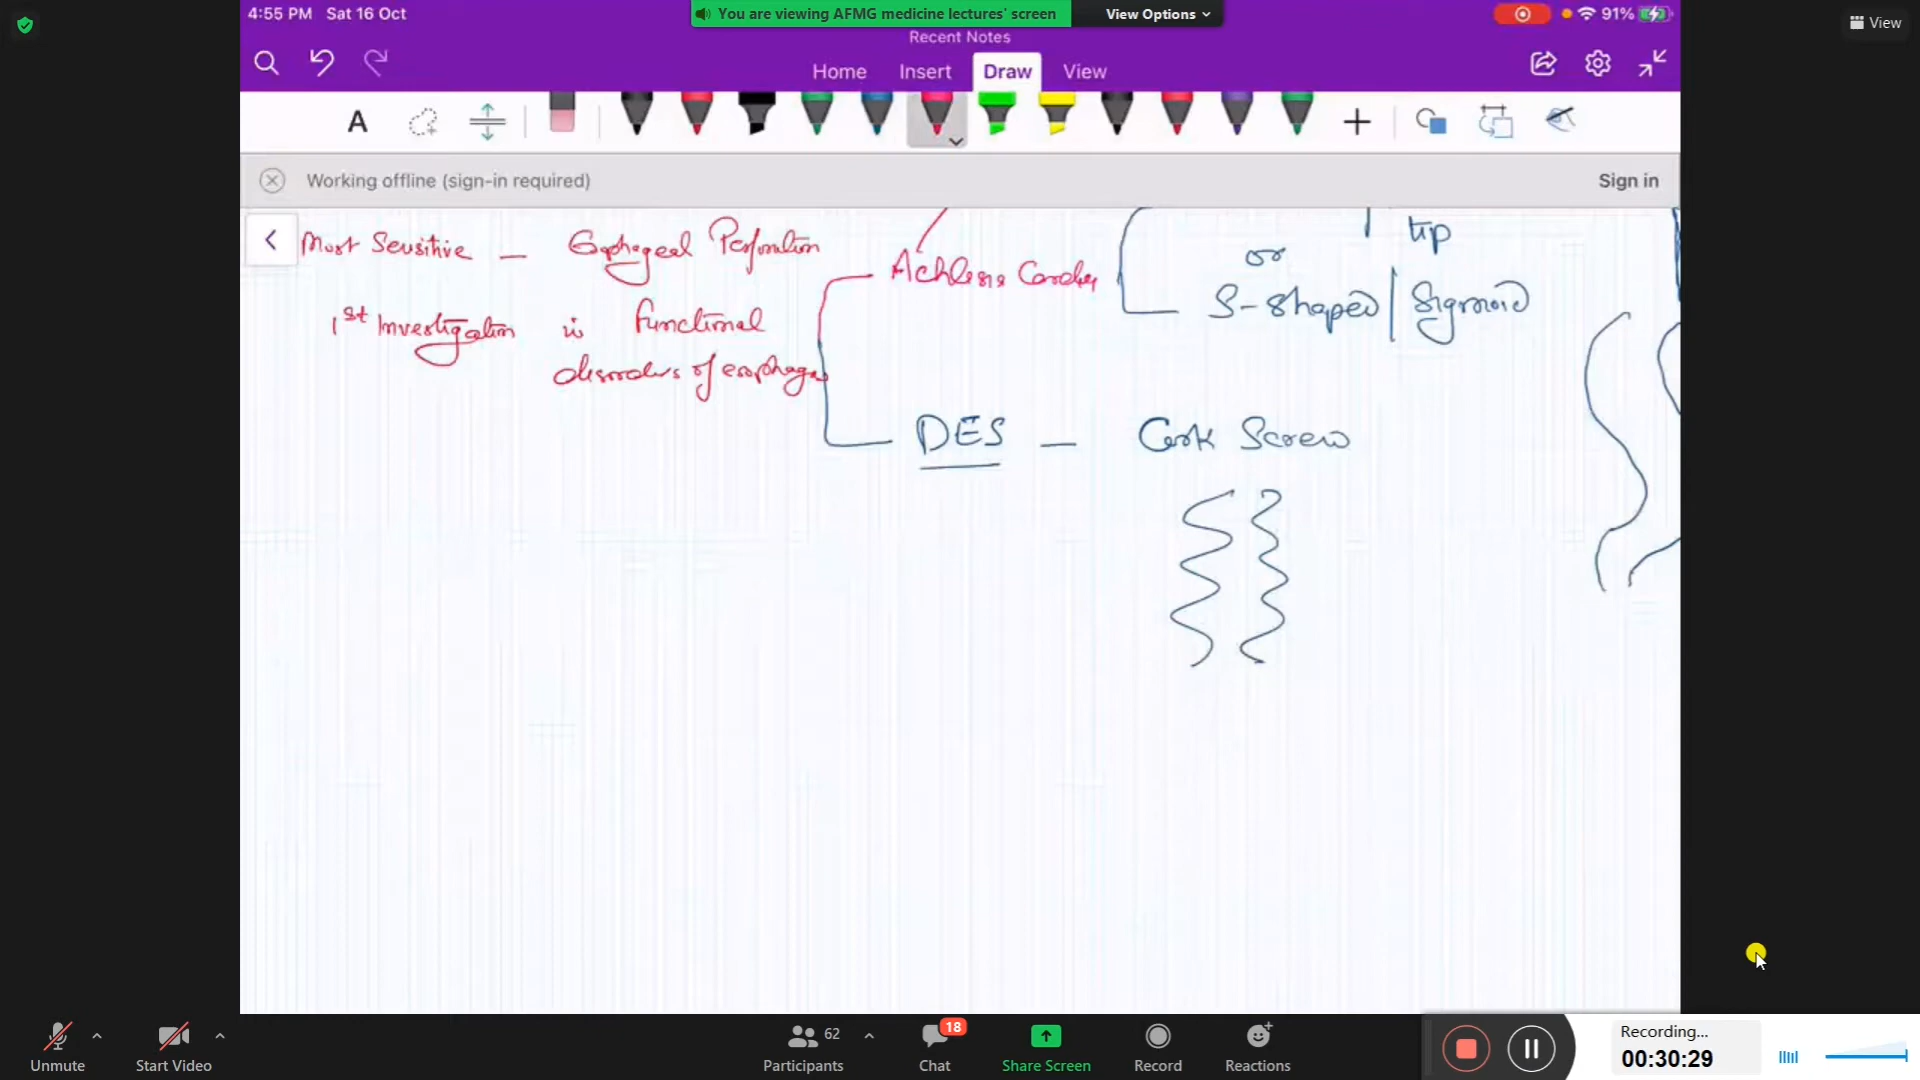 4:55 PM Sat 16 Oct
You are viewing AFMG medicine lectures' screen
View Options
91%
View
Recent Notes
Home Insert Draw View
A
Working offline (sign-in required)
Sign in
Most Sensitive – Esophageal Perforation
1st Investigation is functional
disorders of esophagus
Achlesia Cardia
tip
or
S-shaped | Sigmoid
DES – Cork Screw
Unmute
Start Video
62
Participants
18
Chat
Share Screen
Record
Reactions
Recording...
00:30:29